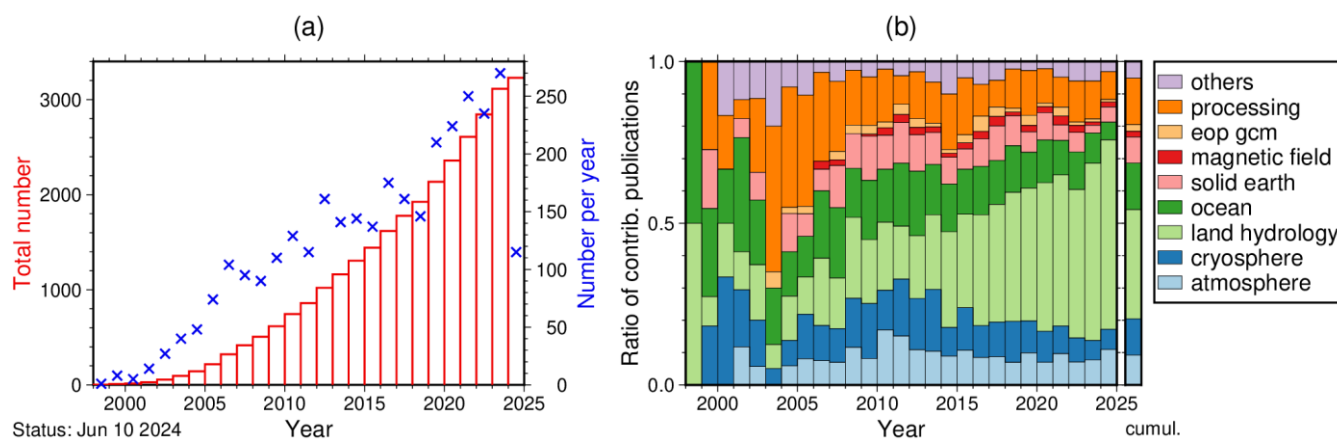 (a)
(b)
Total number
3000
2000
1000
0
Number per year
250
200
150
100
50
0
2000 2005 2010 2015 2020 2025
Year
Status: Jun 10 2024
Ratio of contrib. publications
1.0
0.5
0.0
2000 2005 2010 2015 2020 2025
Year
cumul.
others
processing
eop gcm
magnetic field
solid earth
ocean
land hydrology
cryosphere
atmosphere